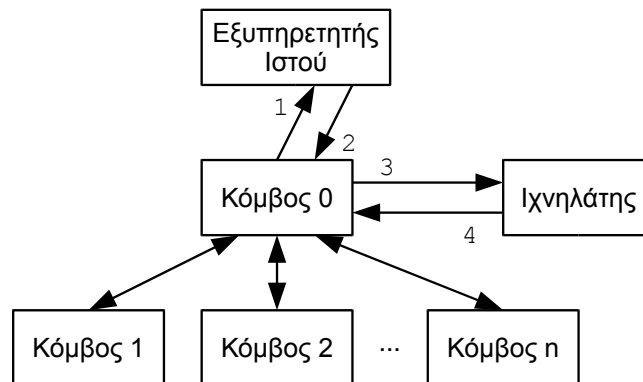 Εξυπηρετητής
Ιστού
1
2
Κόμβος 0
3
4
Ιχνηλάτης
Κόμβος 1
Κόμβος 2
...
Κόμβος n